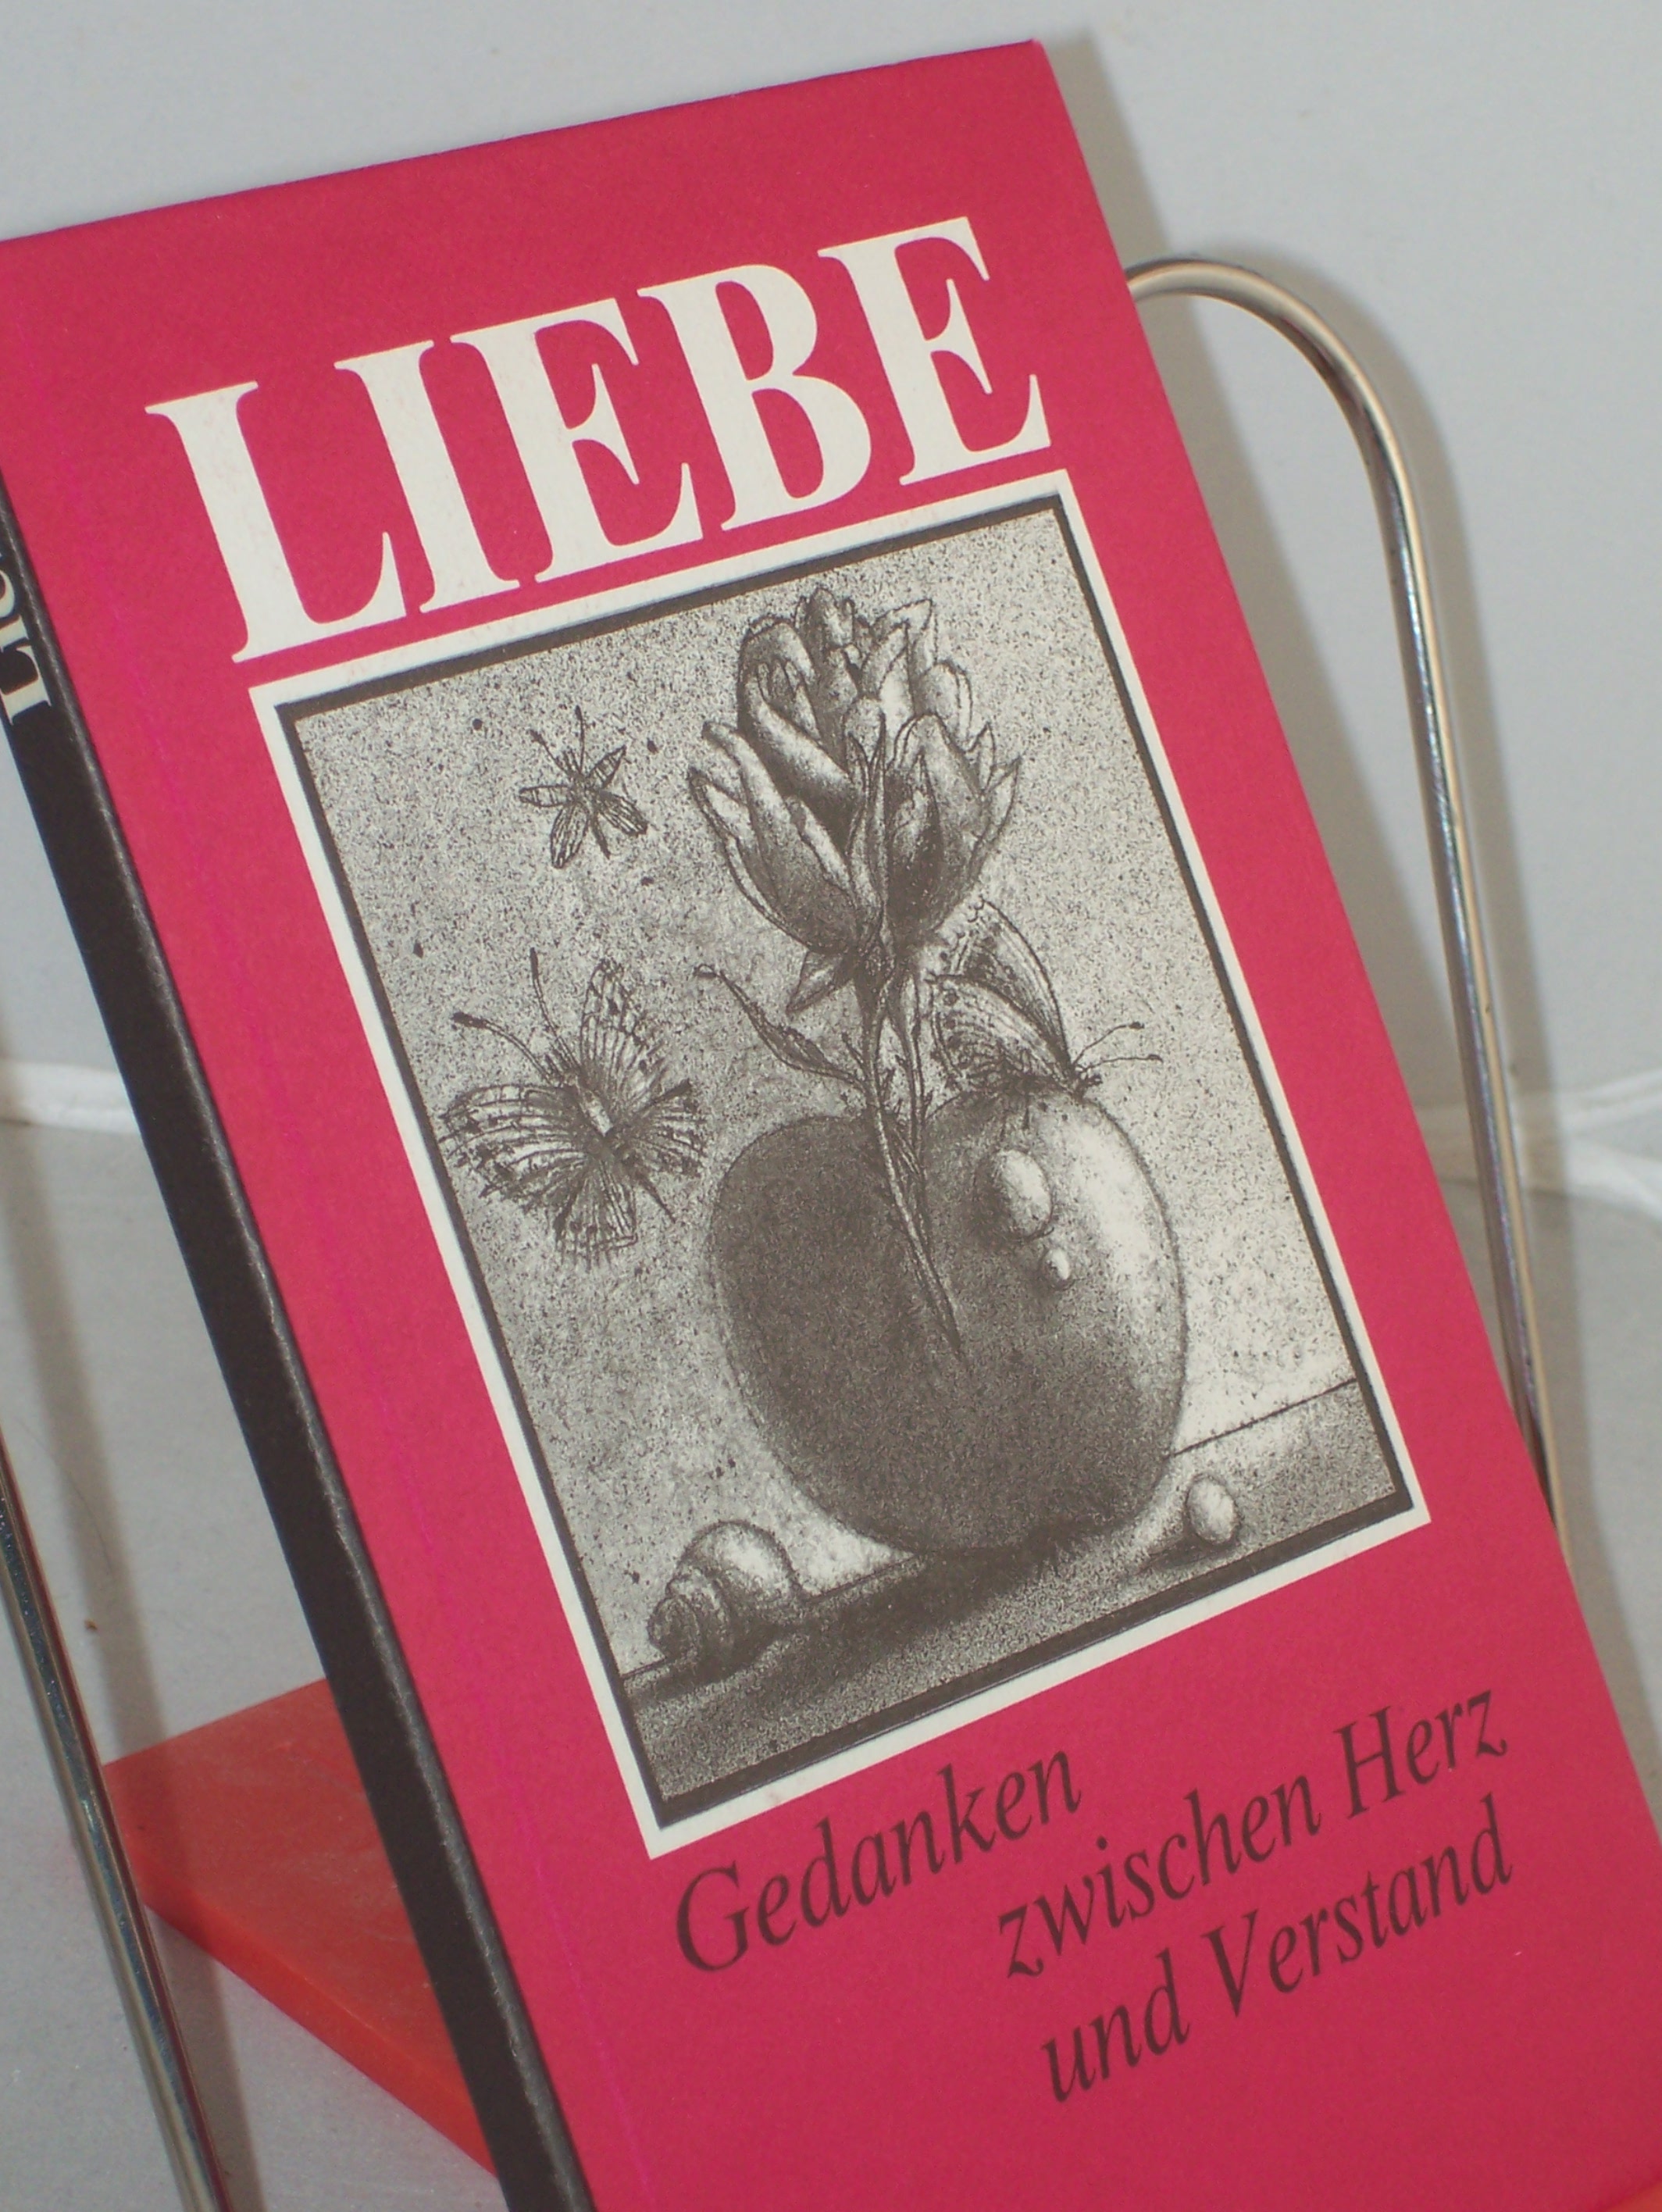 LIEBE
Gedanken
zwischen Herz
und Verstand